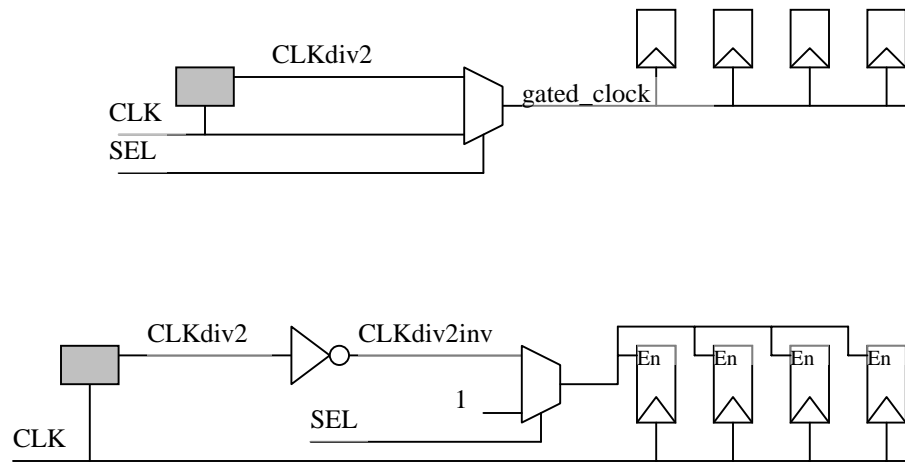 CLKdiv2
gated_clock
CLK
SEL
CLKdiv2
CLKdiv2inv
En En En En
1
SEL
CLK